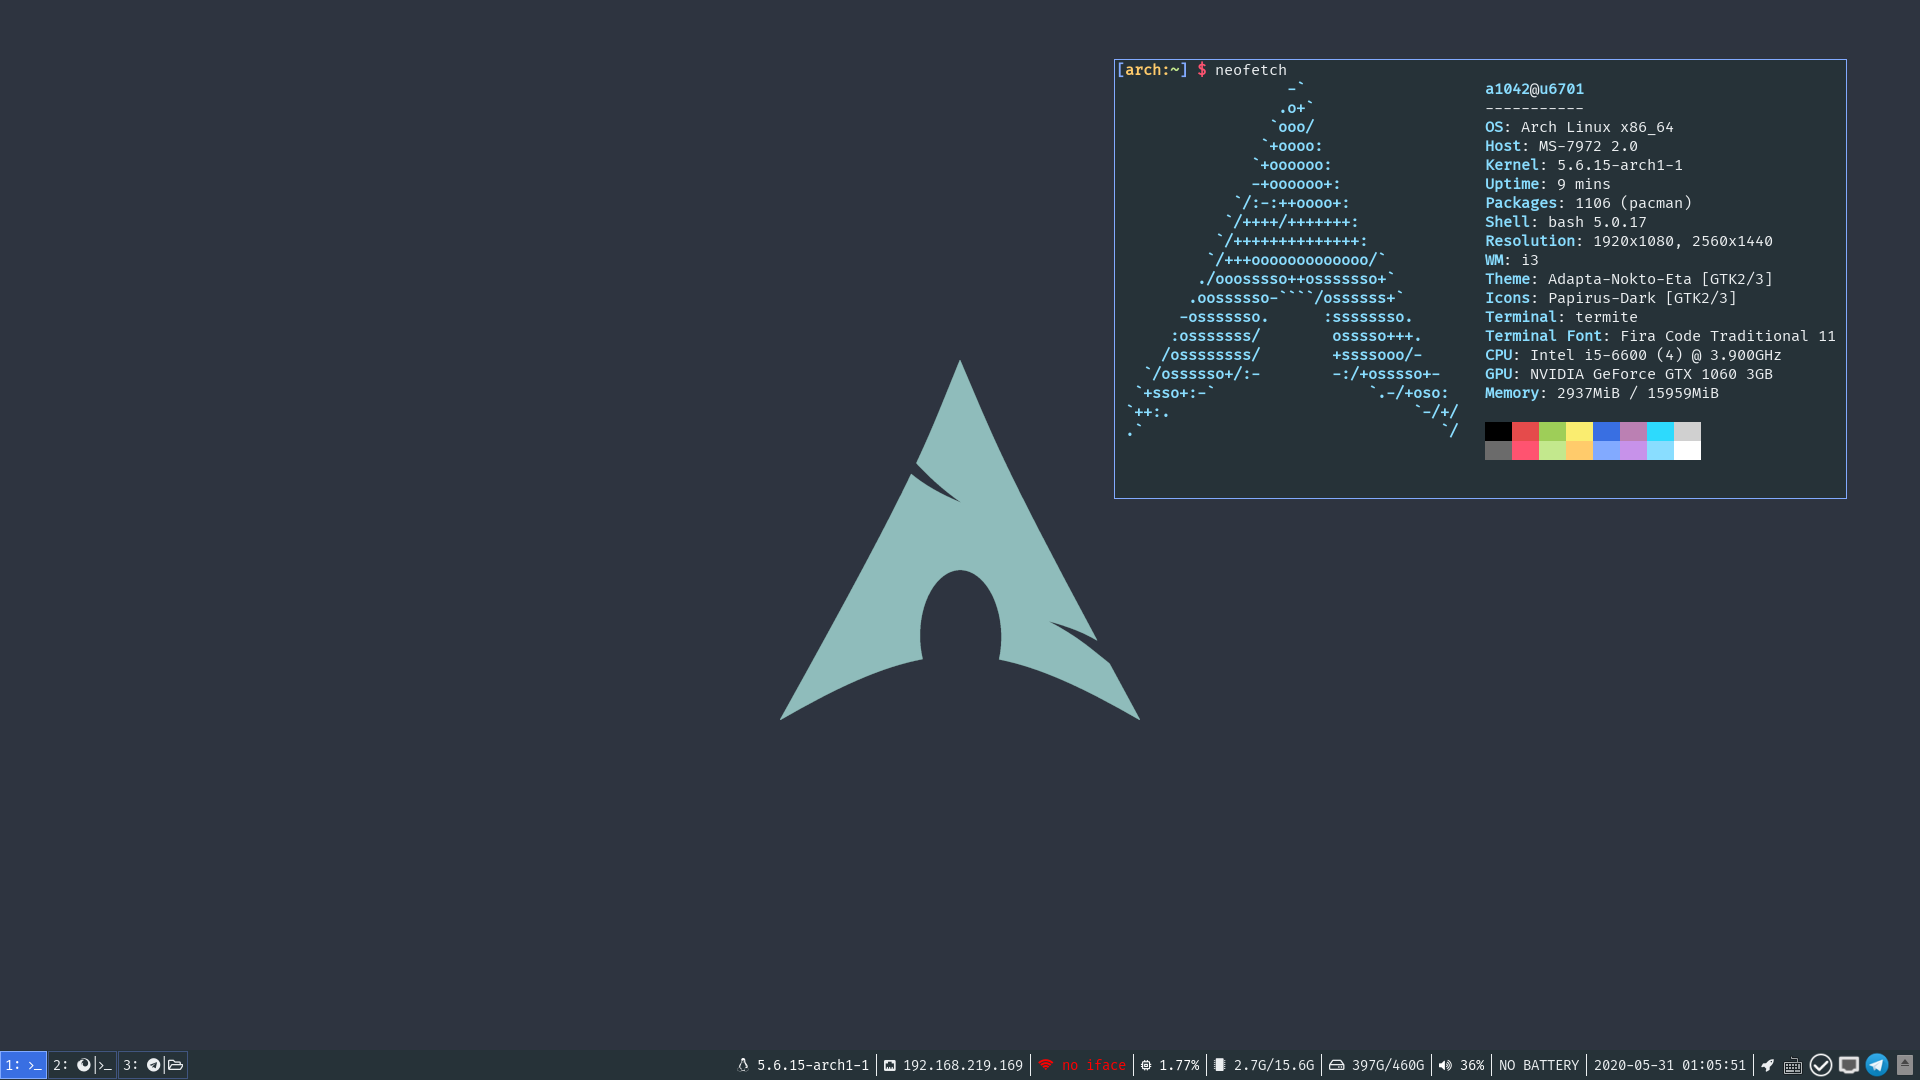 [arch:~] $ neofetch
-`
.o+`
`ooo/
`+oooo:
`+oooooo:
-+oooooo+:
`/:-:++oooo+:
`/++++/+++++++:
`/++++++++++++++:
`/+++ooooooooooooo/`
./ooosssso++osssssso+`
.oossssso-````/ossssss+`
-osssssso.      :ssssssso.
:osssssss/        osssso+++.
/ossssssss/        +ssssooo/-
`/ossssso+/:-        -:/+osssso+-
`+sso+:-`                 `.-/+oso:
`++:.                           `-/+/
.`                                 `/
a1042@u6701
-----------
OS: Arch Linux x86_64
Host: MS-7972 2.0
Kernel: 5.6.15-arch1-1
Uptime: 9 mins
Packages: 1106 (pacman)
Shell: bash 5.0.17
Resolution: 1920x1080, 2560x1440
WM: i3
Theme: Adapta-Nokto-Eta [GTK2/3]
Icons: Papirus-Dark [GTK2/3]
Terminal: termite
Terminal Font: Fira Code Traditional 11
CPU: Intel i5-6600 (4) @ 3.900GHz
GPU: NVIDIA GeForce GTX 1060 3GB
Memory: 2937MiB / 15959MiB
1: >_ 2: |>_ 3: | 5.6.15-arch1-1 | 192.168.219.169 | no iface | 1.77% | 2.7G/15.6G | 397G/460G | 36% | NO BATTERY | 2020-05-31 01:05:51 |